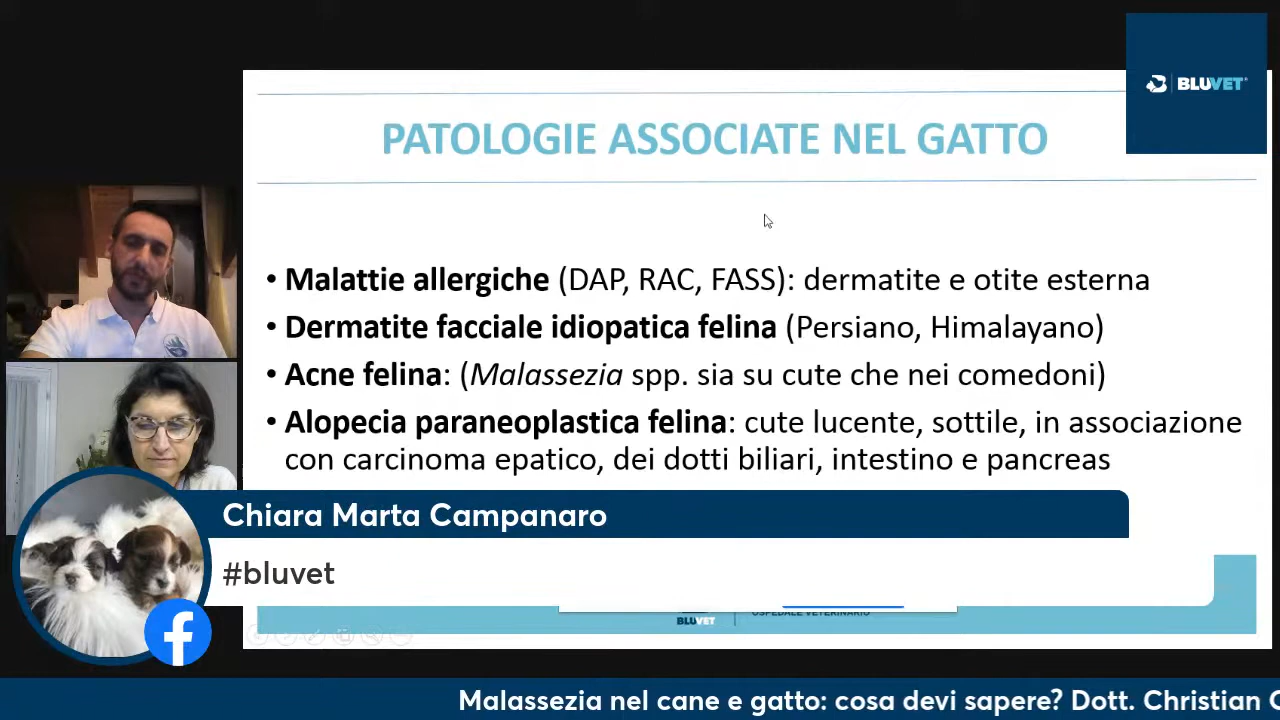 BLUVET
PATOLOGIE ASSOCIATE NEL GATTO
• Malattie allergiche (DAP, RAC, FASS): dermatite e otite esterna
• Dermatite facciale idiopatica felina (Persiano, Himalayano)
• Acne felina: (Malassezia spp. sia su cute che nei comedoni)
• Alopecia paraneoplastica felina: cute lucente, sottile, in associazione
con carcinoma epatico, dei dotti biliari, intestino e pancreas
Chiara Marta Campanaro
#bluvet
OSPEDALE VETERINARIO
BLUVET
Malassezia nel cane e gatto: cosa devi sapere? Dott. Christian